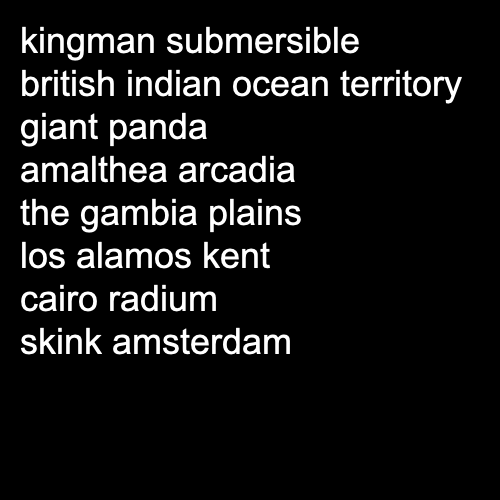 kingman submersible
british indian ocean territory
giant panda
amalthea arcadia
the gambia plains
los alamos kent
cairo radium
skink amsterdam